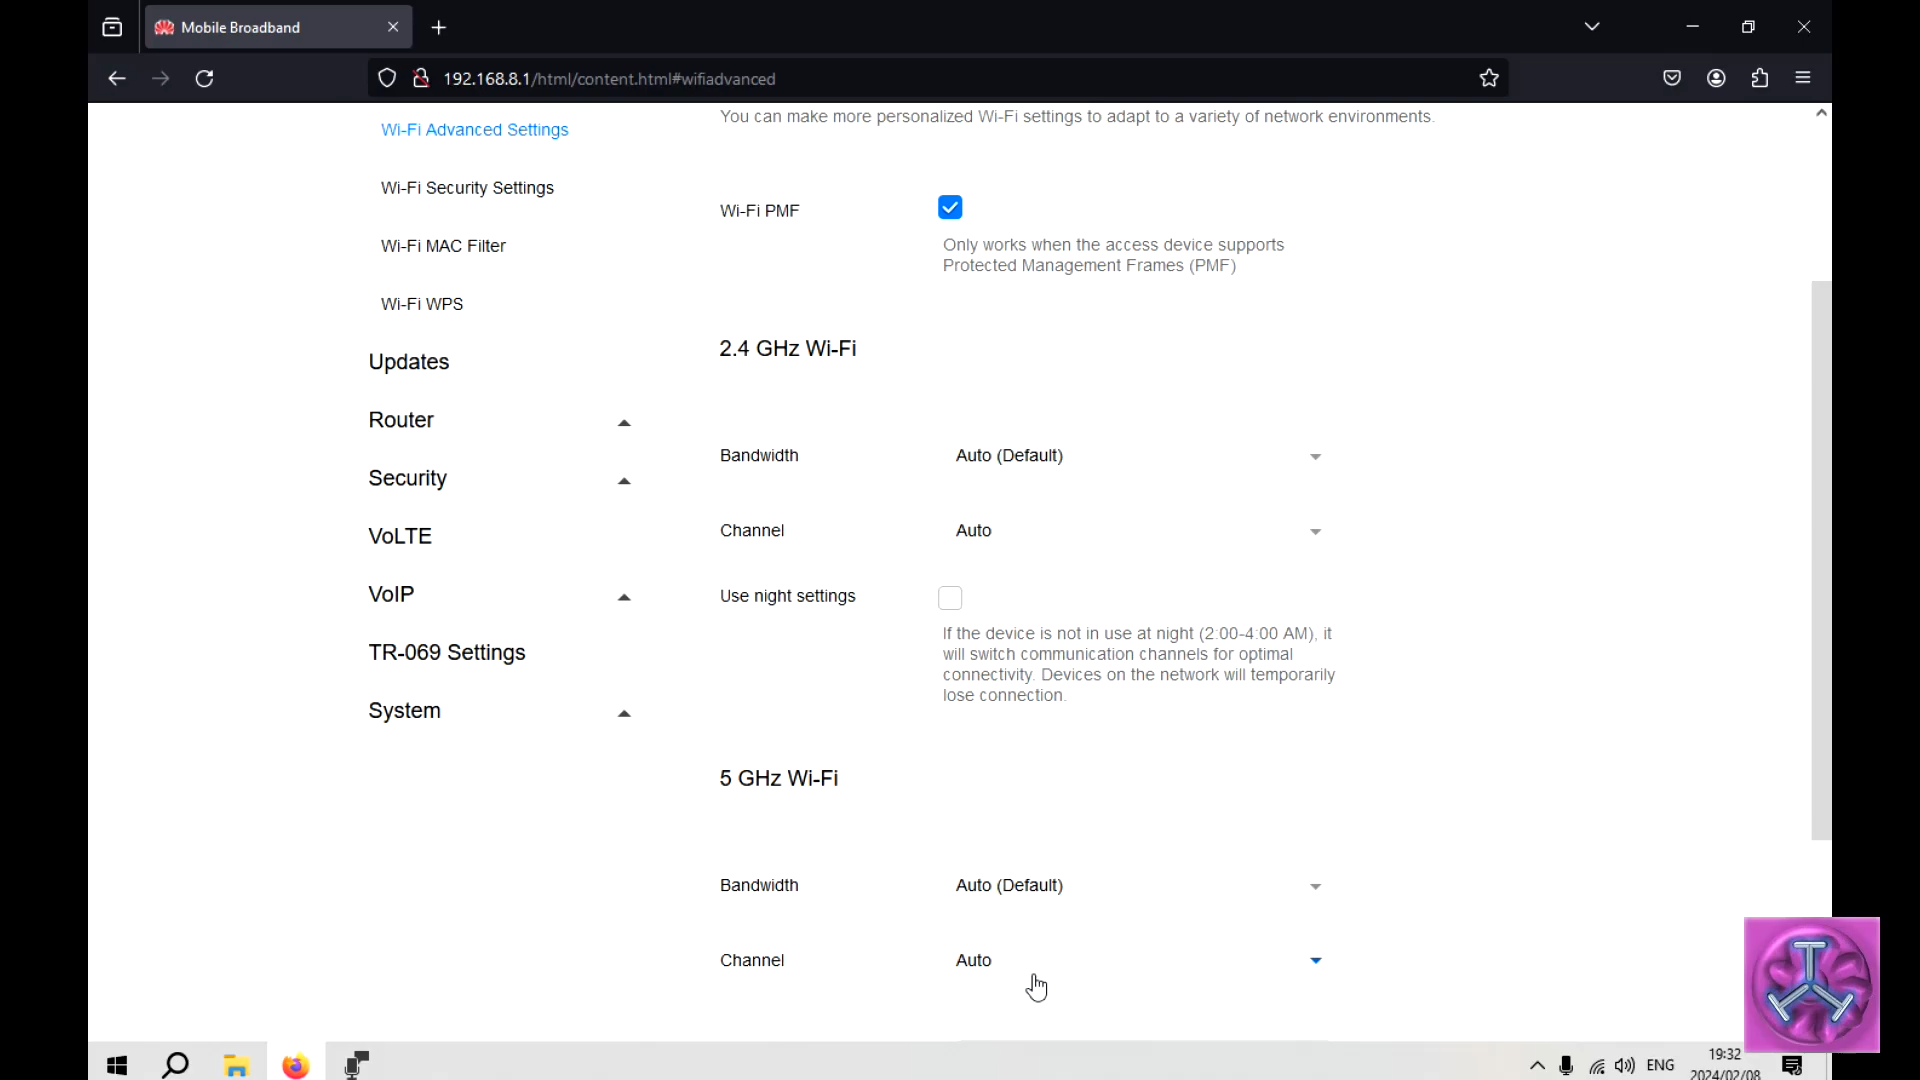 Mobile Broadband
192.168.8.1/html/content.html#wifiadvanced
Wi-Fi Advanced Settings
Wi-Fi Security Settings
Wi-Fi MAC Filter
Wi-Fi WPS
Updates
Router
Security
VoLTE
VoIP
TR-069 Settings
System
You can make more personalized Wi-Fi settings to adapt to a variety of network environments.
Wi-Fi PMF
Only works when the access device supports
Protected Management Frames (PMF)
2.4 GHz Wi-Fi
Bandwidth Auto (Default)
Channel Auto
Use night settings
If the device is not in use at night (2:00-4:00 AM), it
will switch communication channels for optimal
connectivity. Devices on the network will temporarily
lose connection.
5 GHz Wi-Fi
Bandwidth Auto (Default)
Channel Auto
ENG
19:32
2024/02/08